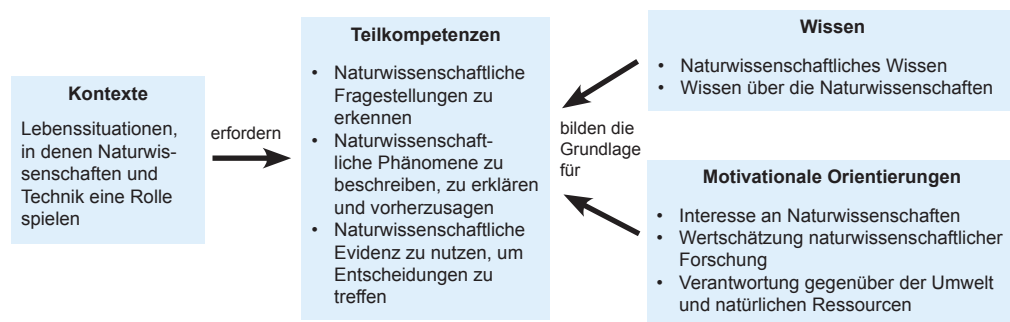 Kontexte
Lebenssituationen,
in denen Naturwis-
senschaften und
Technik eine Rolle
spielen
erfordern
Teilkompetenzen
• Naturwissenschaftliche
Fragestellungen zu
erkennen
• Naturwissenschaft-
liche Phänomene zu
beschreiben, zu erklären
und vorherzusagen
• Naturwissenschaftliche
Evidenz zu nutzen, um
Entscheidungen zu
treffen
bilden die
Grundlage
für
Wissen
• Naturwissenschaftliches Wissen
• Wissen über die Naturwissenschaften
Motivationale Orientierungen
• Interesse an Naturwissenschaften
• Wertschätzung naturwissenschaftlicher
Forschung
• Verantwortung gegenüber der Umwelt
und natürlichen Ressourcen